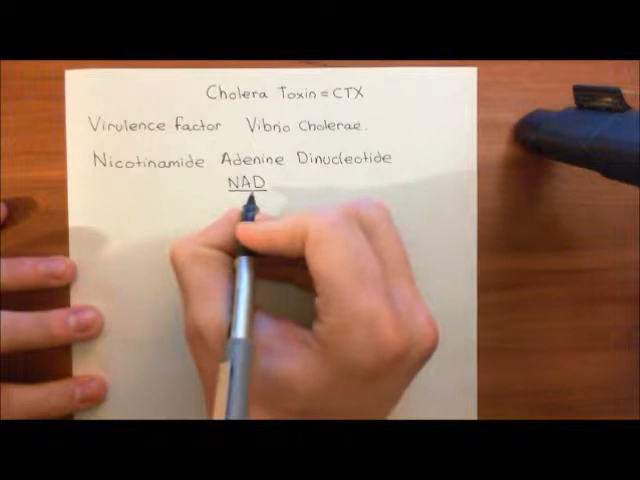 Cholera Toxin = CTX
Virulence factor Vibrio Cholerae.
Nicotinamide Adenine Dinucleotide
NAD